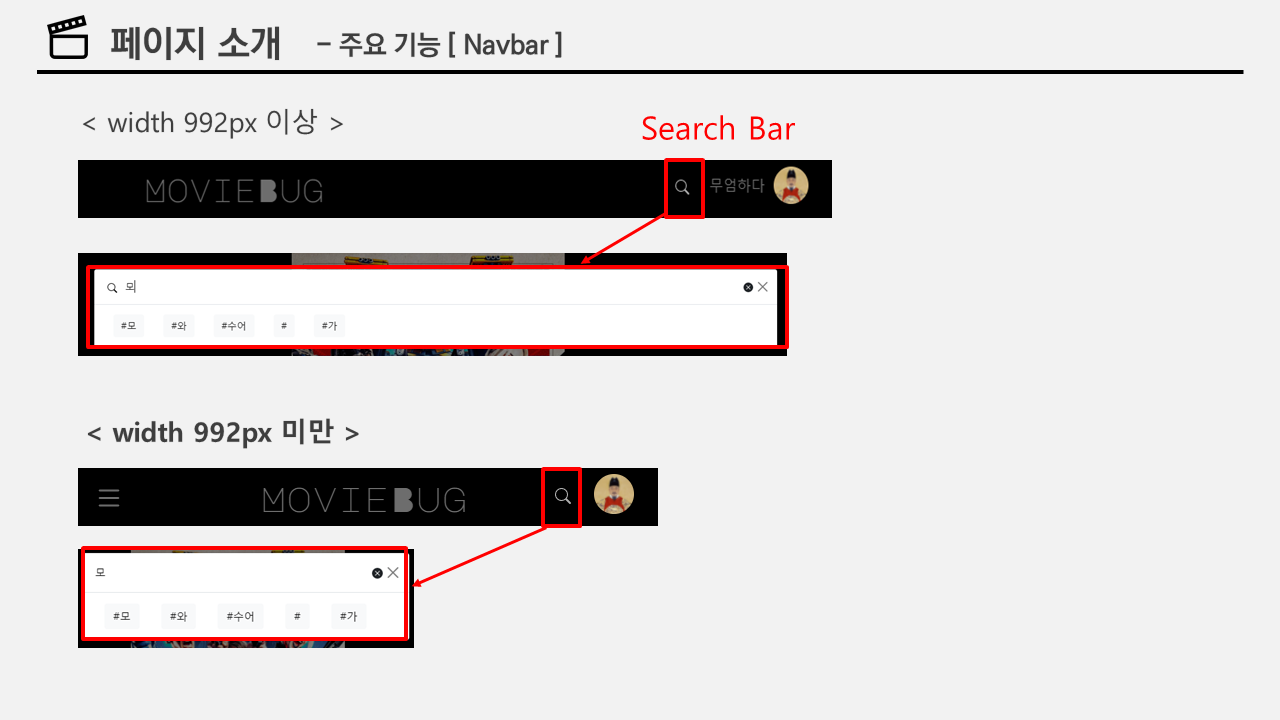 페이지 소개 - 주요 기능 [ Navbar ]
< width 992px 이상 >
Search Bar
MOVIEBUG
무엄하다
뫼
#모 #와 #수어 # #가
< width 992px 미만 >
MOVIEBUG
모
#모 #와 #수어 # #가